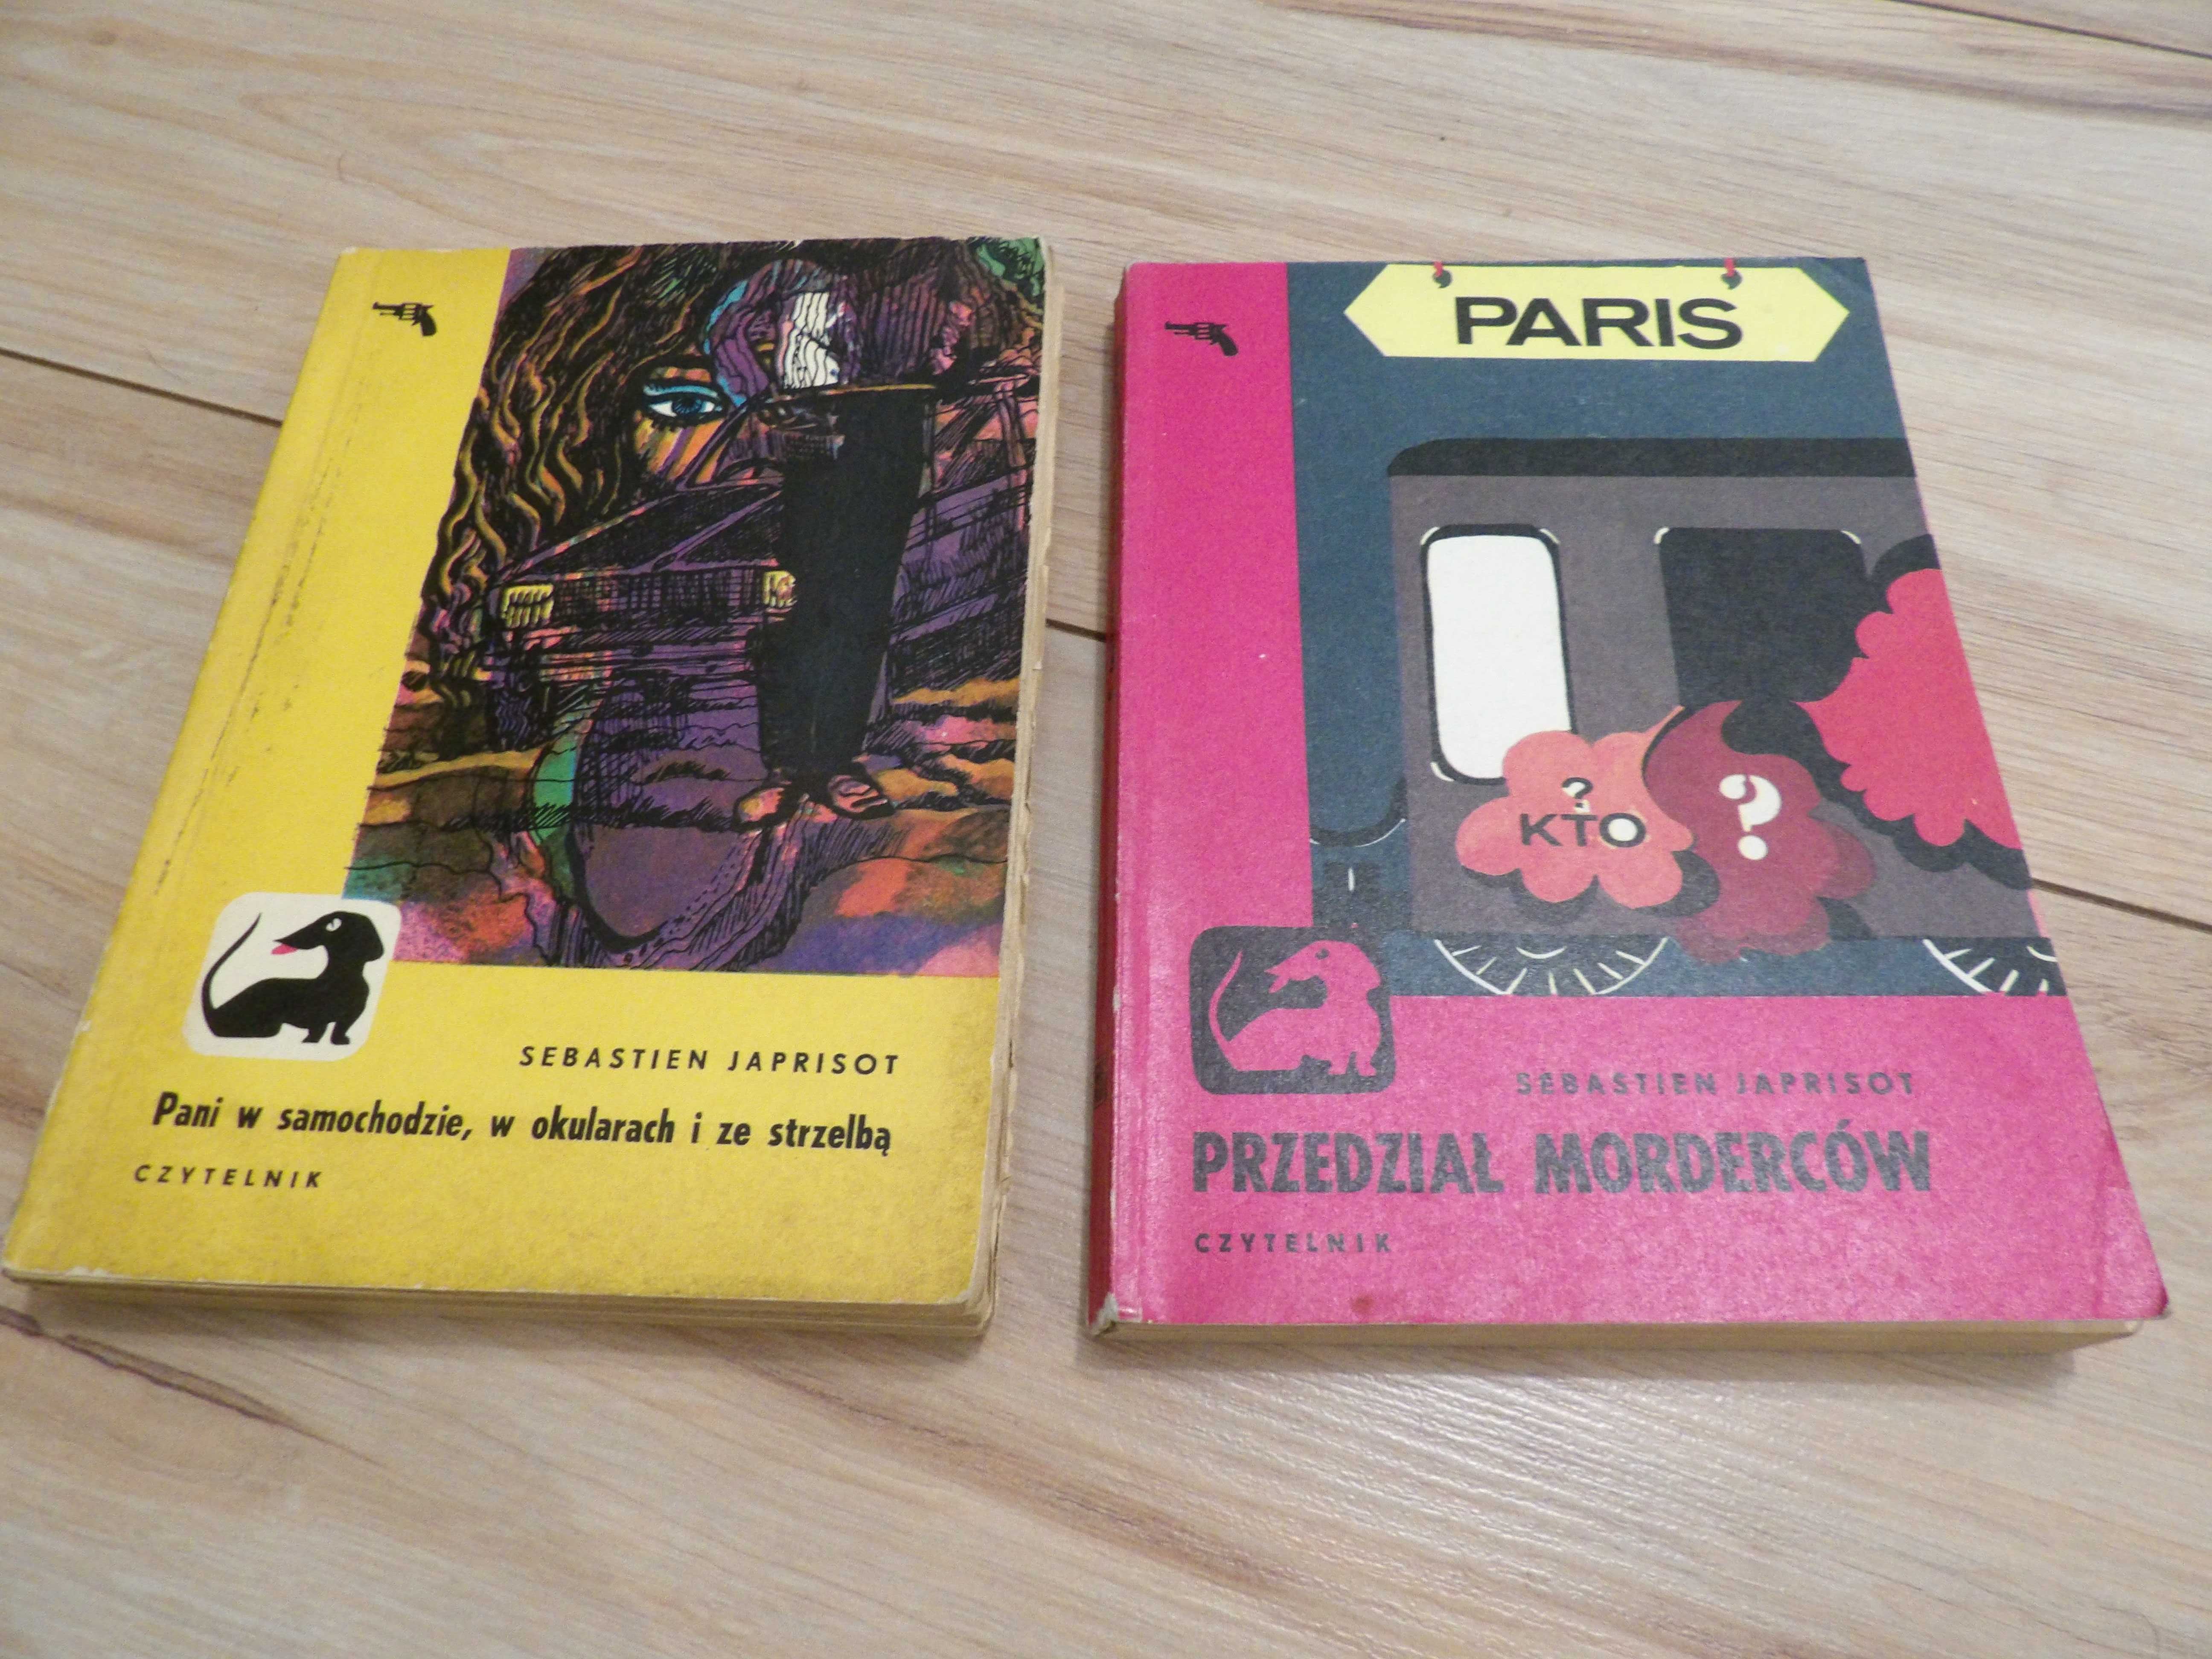 SEBASTIEN JAPRISOT
Pani w samochodzie, w okularach i ze strzelbą
CZYTELNIK
PARIS
?
KTO
?
SEBASTIEN JAPRISOT
PRZEDZIAŁ MORDERCÓW
CZYTELNIK